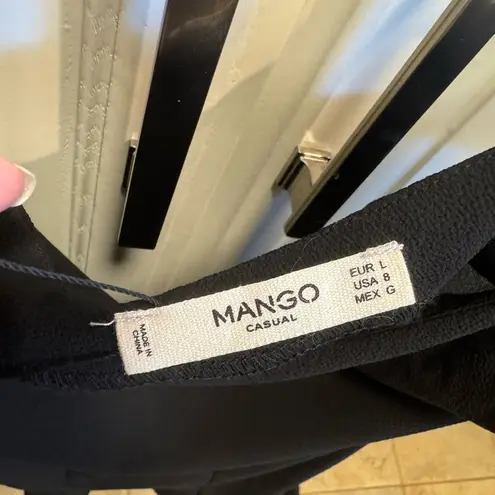 MANGO
CASUAL
EUR L
USA 8
MEX G
MADE IN
CHINA